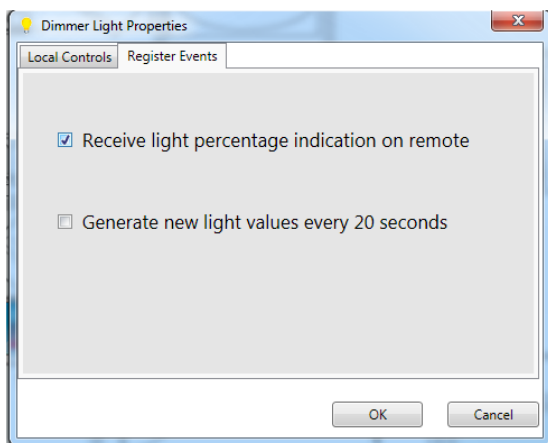 Dimmer Light Properties
Local Controls Register Events
Receive light percentage indication on remote
Generate new light values every 20 seconds
OK Cancel